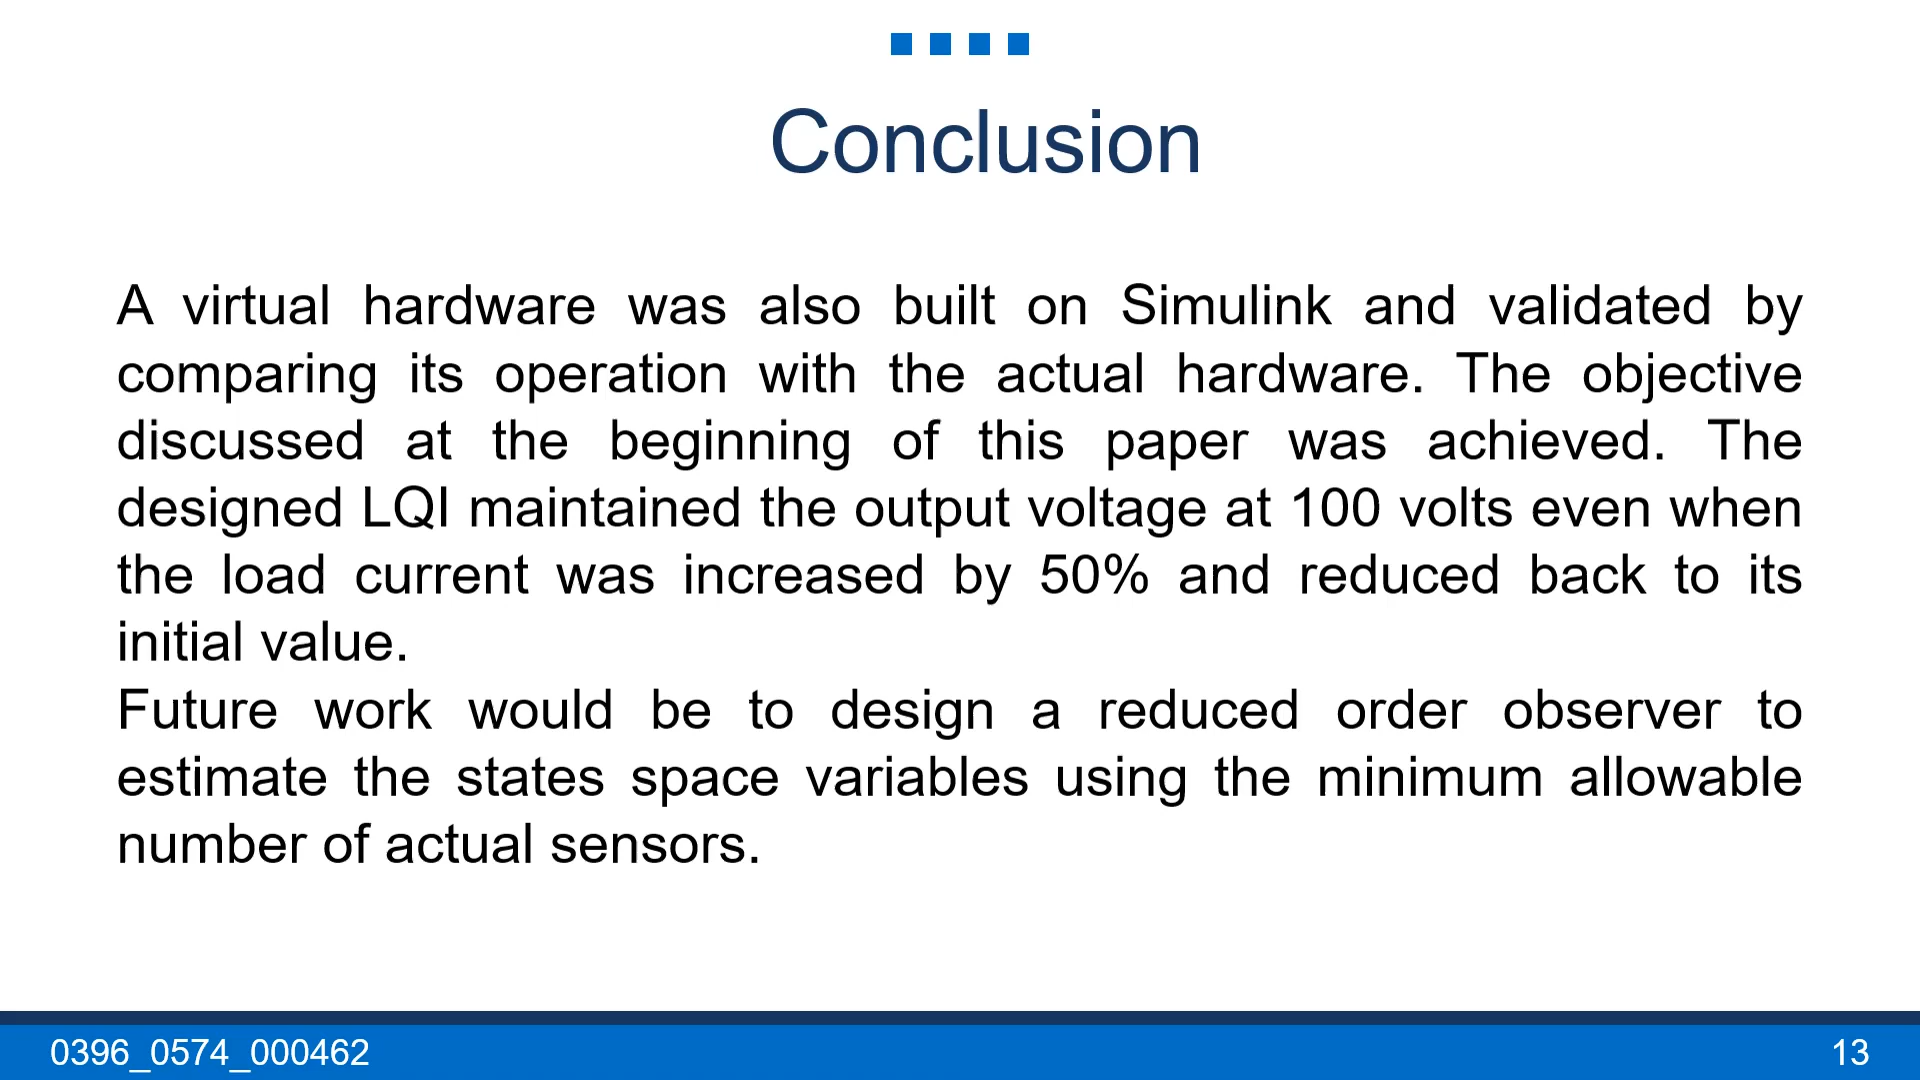 Conclusion
A virtual hardware was also built on Simulink and validated by
comparing its operation with the actual hardware. The objective
discussed at the beginning of this paper was achieved. The
designed LQI maintained the output voltage at 100 volts even when
the load current was increased by 50% and reduced back to its
initial value.
Future work would be to design a reduced order observer to
estimate the states space variables using the minimum allowable
number of actual sensors.
0396_0574_000462
13